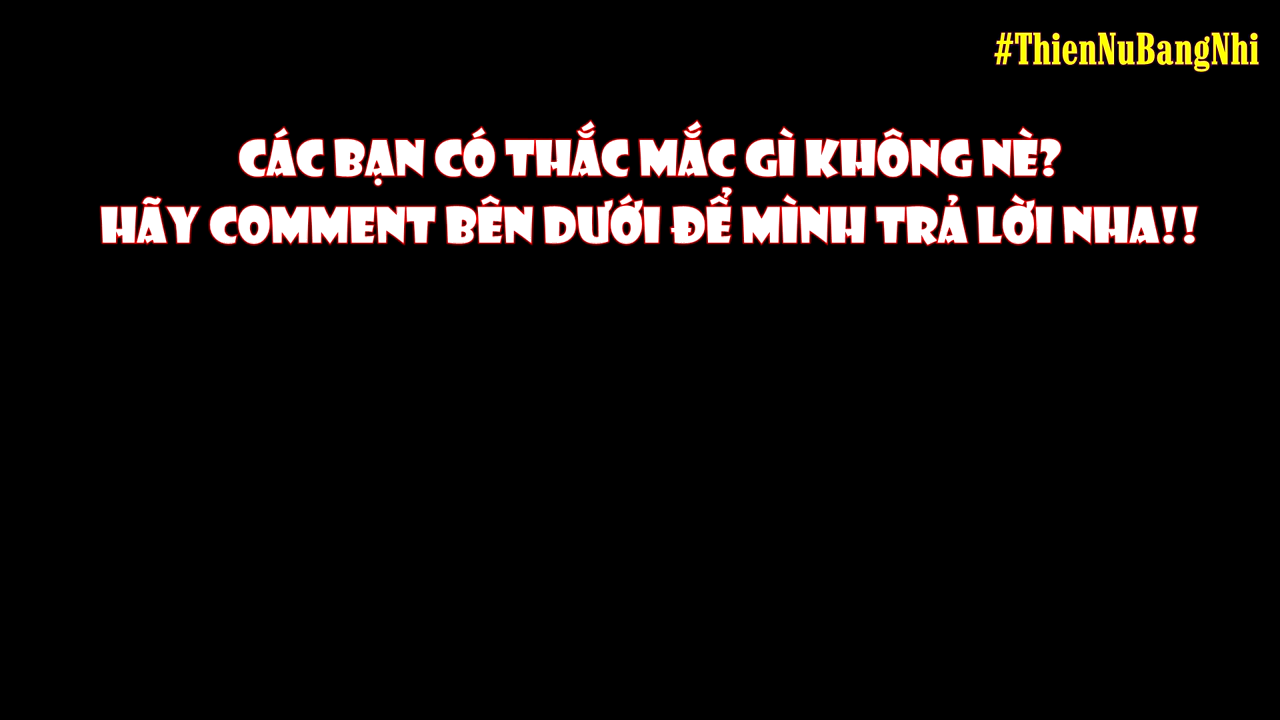 #ThienNuBangNhi
CÁC BẠN CÓ THẮC MẮC GÌ KHÔNG NÈ?
HÃY COMMENT BÊN DƯỚI ĐỂ MÌNH TRẢ LỜI NHA!!